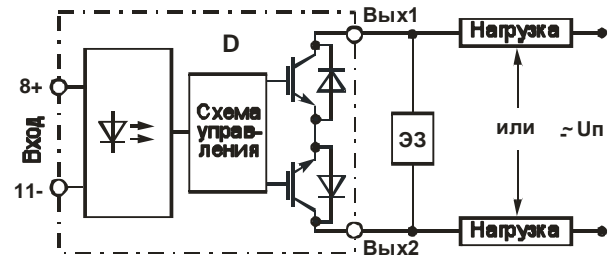 Вых1
Нагрузка
D
8+
Схема
управ-
ления
Вход
ЭЗ
или
~Uп
11-
Вых2
Нагрузка